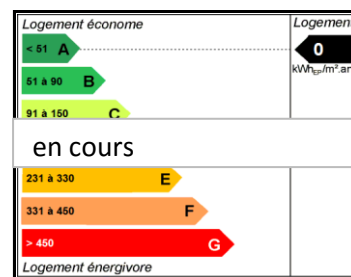 Logement économe
Logement
< 51 A
0
kWhEP/m².an
51 à 90 B
91 à 150 C
en cours
231 à 330 E
331 à 450 F
> 450 G
Logement énergivore